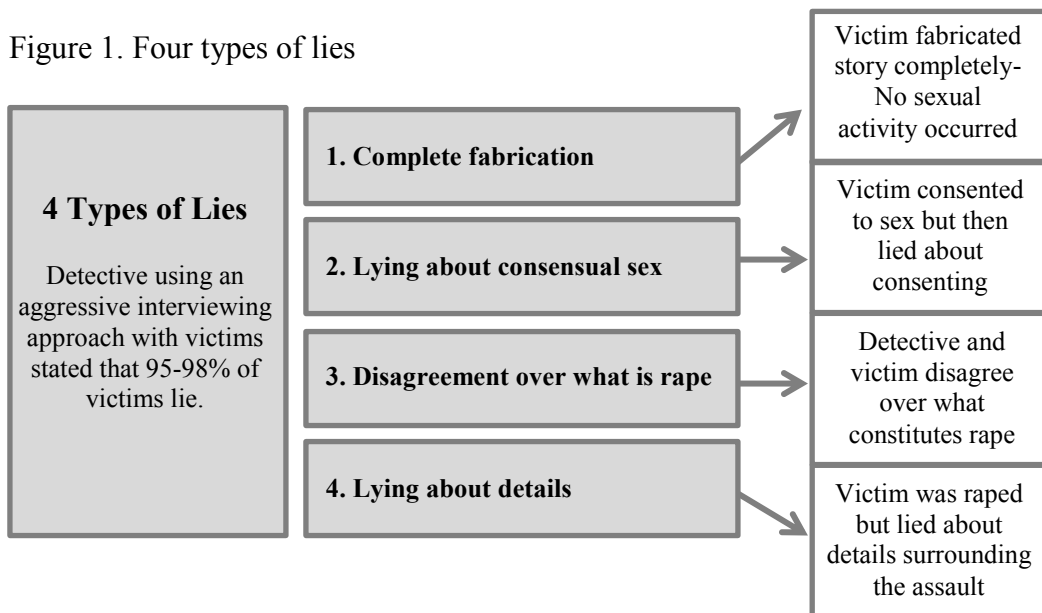 Figure 1. Four types of lies
4 Types of Lies
Detective using an
aggressive interviewing
approach with victims
stated that 95-98% of
victims lie.
1. Complete fabrication
2. Lying about consensual sex
3. Disagreement over what is rape
4. Lying about details
Victim fabricated
story completely-
No sexual
activity occurred
Victim consented
to sex but then
lied about
consenting
Detective and
victim disagree
over what
constitutes rape
Victim was raped
but lied about
details surrounding
the assault